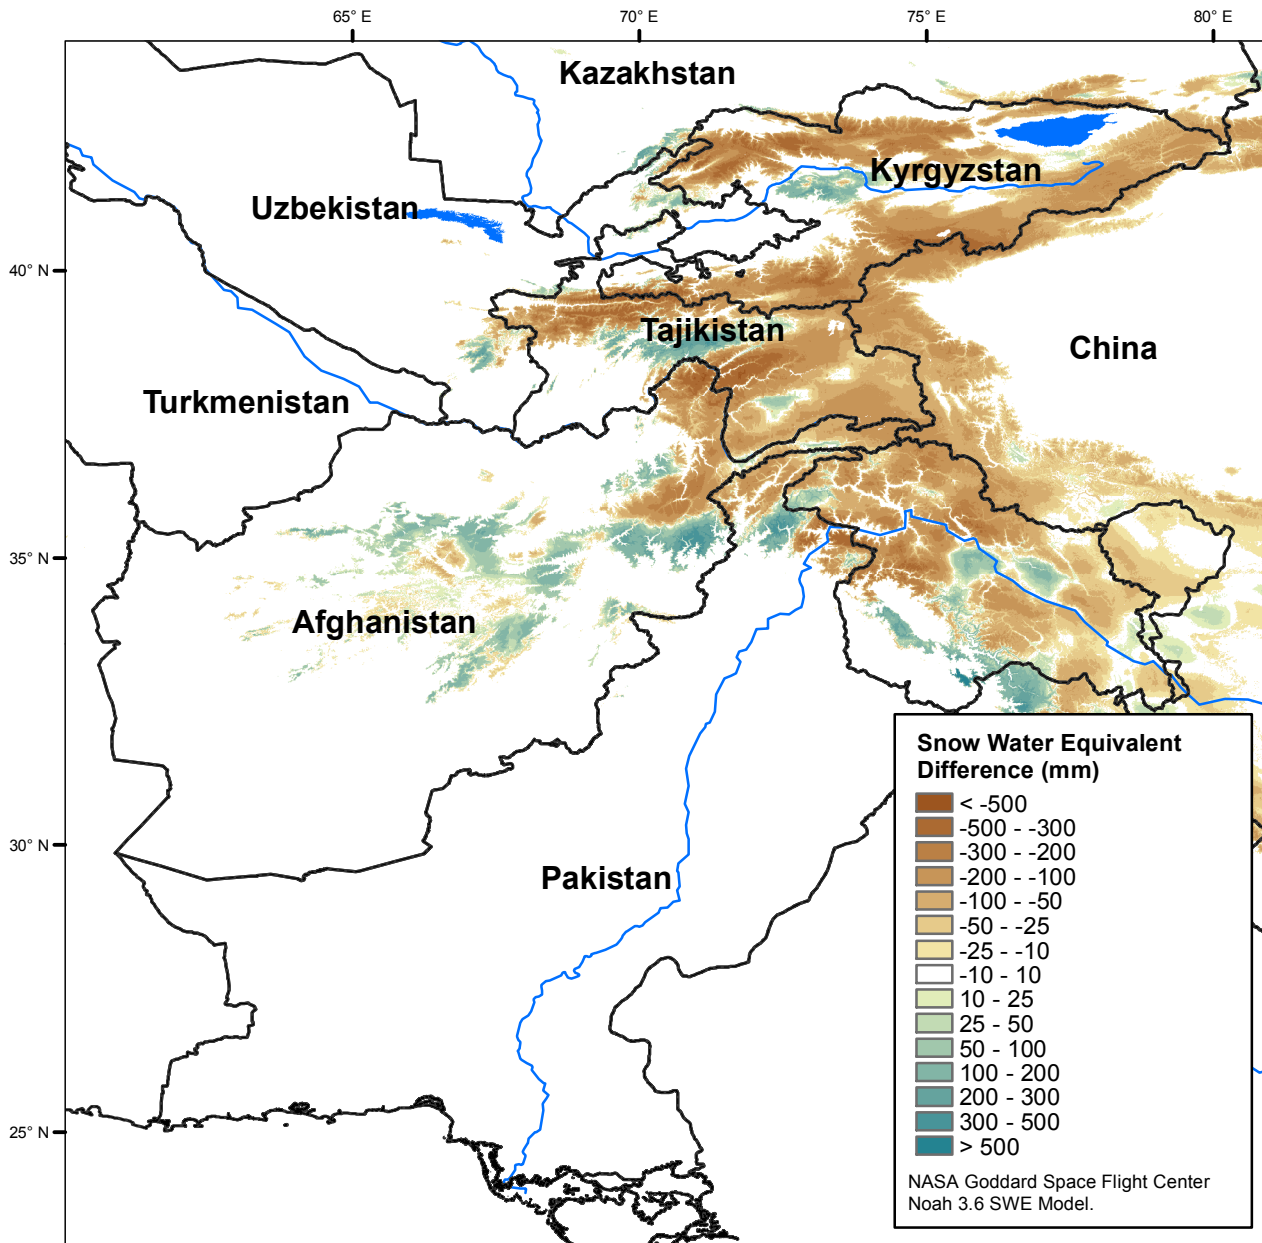 65° E
70° E
75° E
80° E
Kazakhstan
Kyrgyzstan
Uzbekistan
40° N
Tajikistan
China
Turkmenistan
35° N
Afghanistan
30° N
Pakistan
25° N
Snow Water Equivalent
Difference (mm)
< -500
-500 - -300
-300 - -200
-200 - -100
-100 - -50
-50 - -25
-25 - -10
-10 - 10
10 - 25
25 - 50
50 - 100
100 - 200
200 - 300
300 - 500
> 500
NASA Goddard Space Flight Center
Noah 3.6 SWE Model.